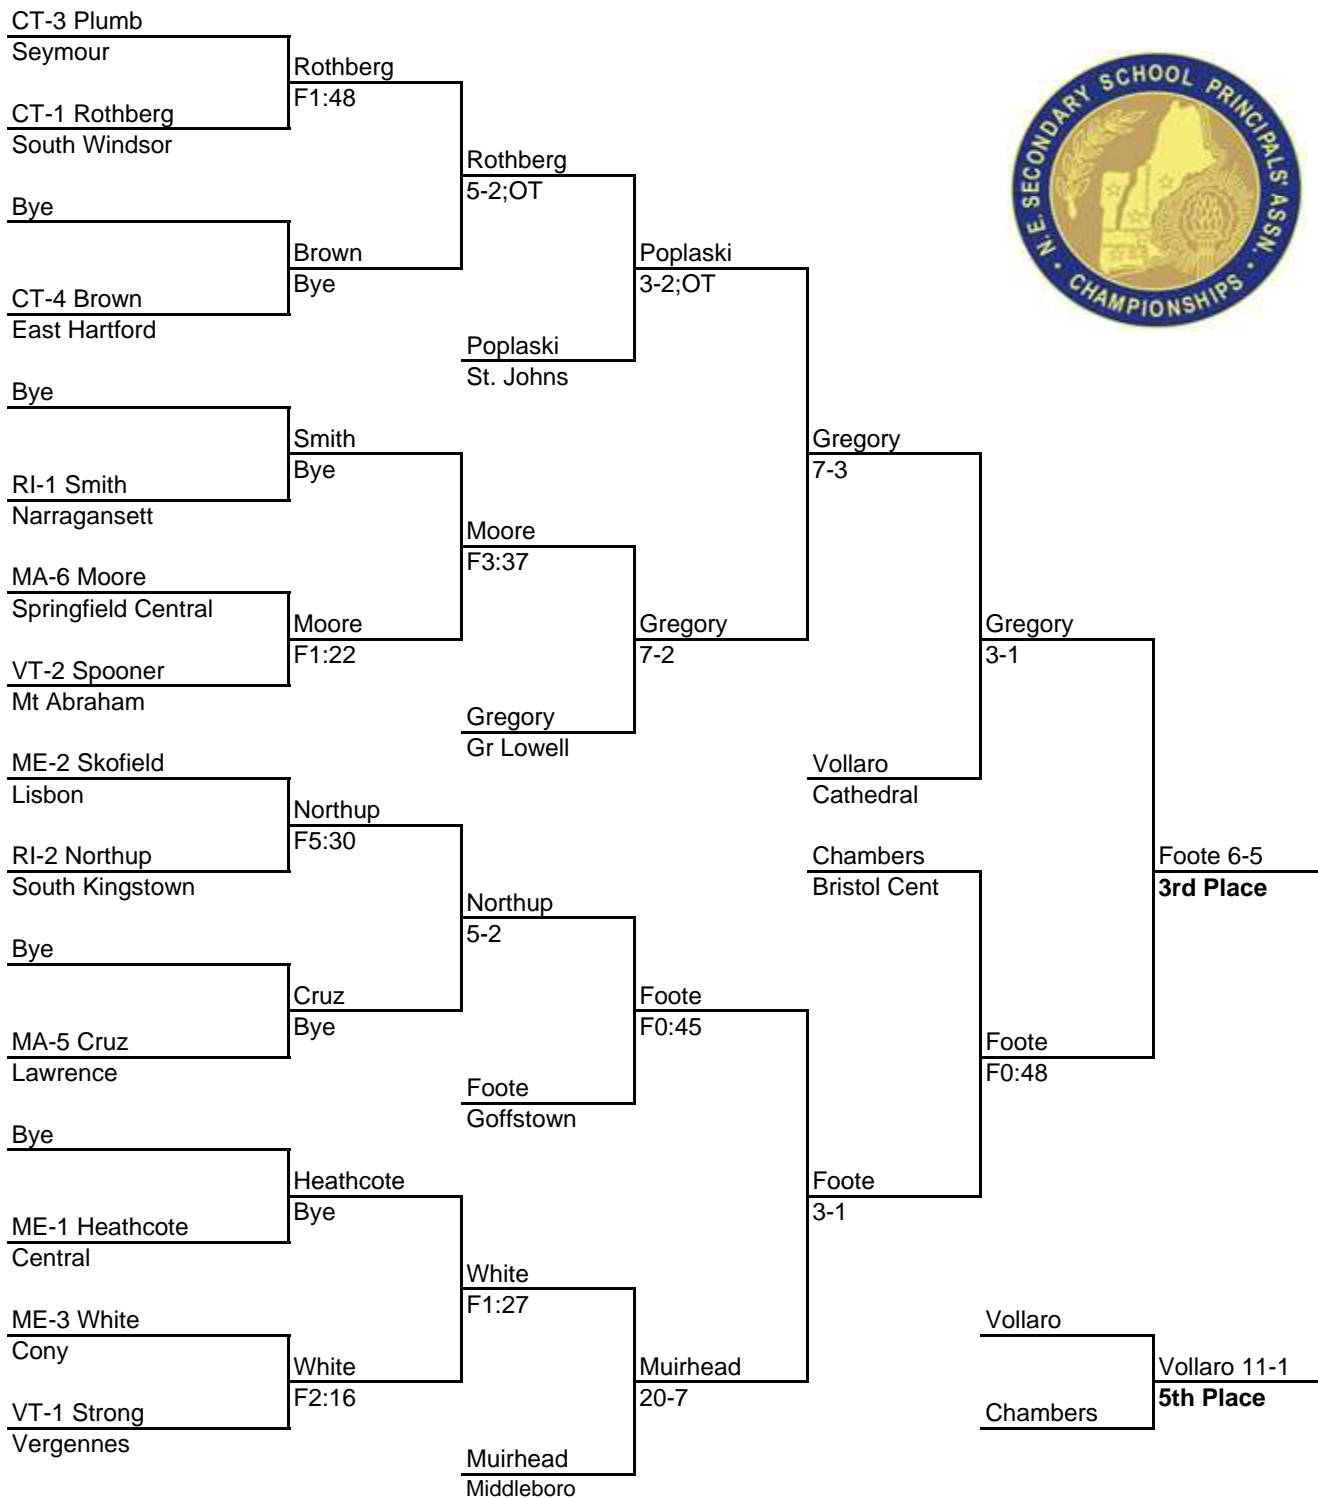 CT-3 Plumb
Seymour
CT-1 Rothberg
South Windsor
Bye
CT-4 Brown
East Hartford
Bye
RI-1 Smith
Narragansett
MA-6 Moore
Springfield Central
VT-2 Spooner
Mt Abraham
ME-2 Skofield
Lisbon
RI-2 Northup
South Kingstown
Bye
MA-5 Cruz
Lawrence
Bye
ME-1 Heathcote
Central
ME-3 White
Cony
VT-1 Strong
Vergennes
Rothberg
F1:48
Brown
Bye
Smith
Bye
Moore
F1:22
Northup
F5:30
Cruz
Bye
Heathcote
Bye
White
F2:16
Rothberg
5-2;OT
Poplaski
St. Johns
Moore
F3:37
Gregory
Gr Lowell
Northup
5-2
Foote
Goffstown
White
F1:27
Muirhead
Middleboro
Poplaski
3-2;OT
Gregory
7-2
Foote
F0:45
Muirhead
20-7
Gregory
7-3
Vollaro
Cathedral
Chambers
Bristol Cent
Foote
3-1
Gregory
3-1
Foote
F0:48
Vollaro
Chambers
Foote 6-5
3rd Place
Vollaro 11-1
5th Place
N.E. SECONDARY SCHOOL PRINCIPALS' ASSN.
• CHAMPIONSHIPS •